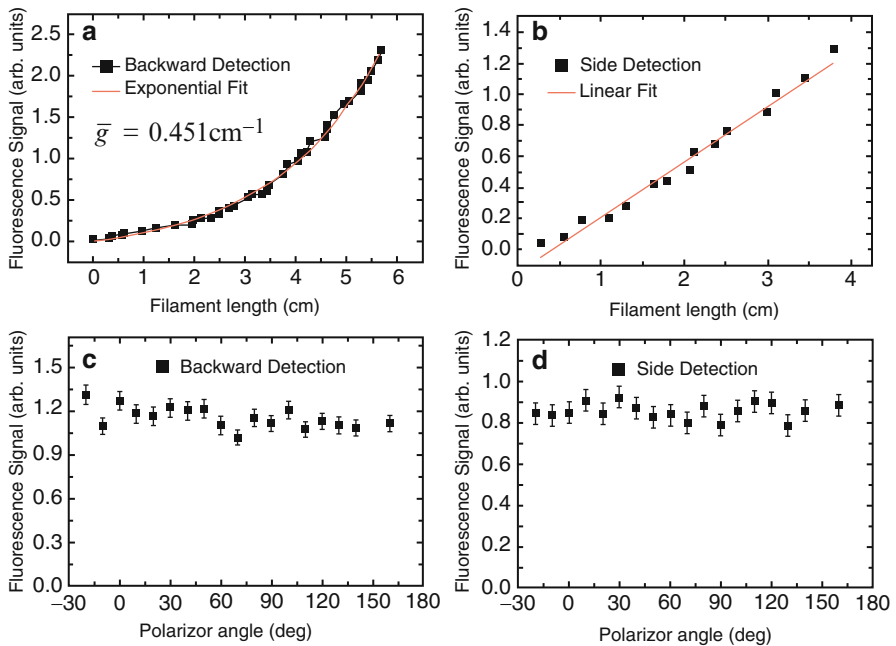 a
Backward Detection
Exponential Fit
g̅ = 0.451cm⁻¹
Fluorescence Signal (arb. units)
2.5
2.0
1.5
1.0
0.5
0.0
0 1 2 3 4 5 6
Filament length (cm)
b
Side Detection
Linear Fit
Fluorescence Signal (arb. units)
1.4
1.2
1.0
0.8
0.6
0.4
0.2
0.0
0 1 2 3 4
Filament length (cm)
c
Backward Detection
Fluorescence Signal (arb. units)
1.5
1.2
0.9
0.6
0.3
0.0
−30 0 30 60 90 120 150 180
Polarizor angle (deg)
d
Side Detection
Fluorescence Signal (arb. units)
1.2
1.0
0.8
0.6
0.4
0.2
0.0
−30 0 30 60 90 120 150 180
Polarizor angle (deg)